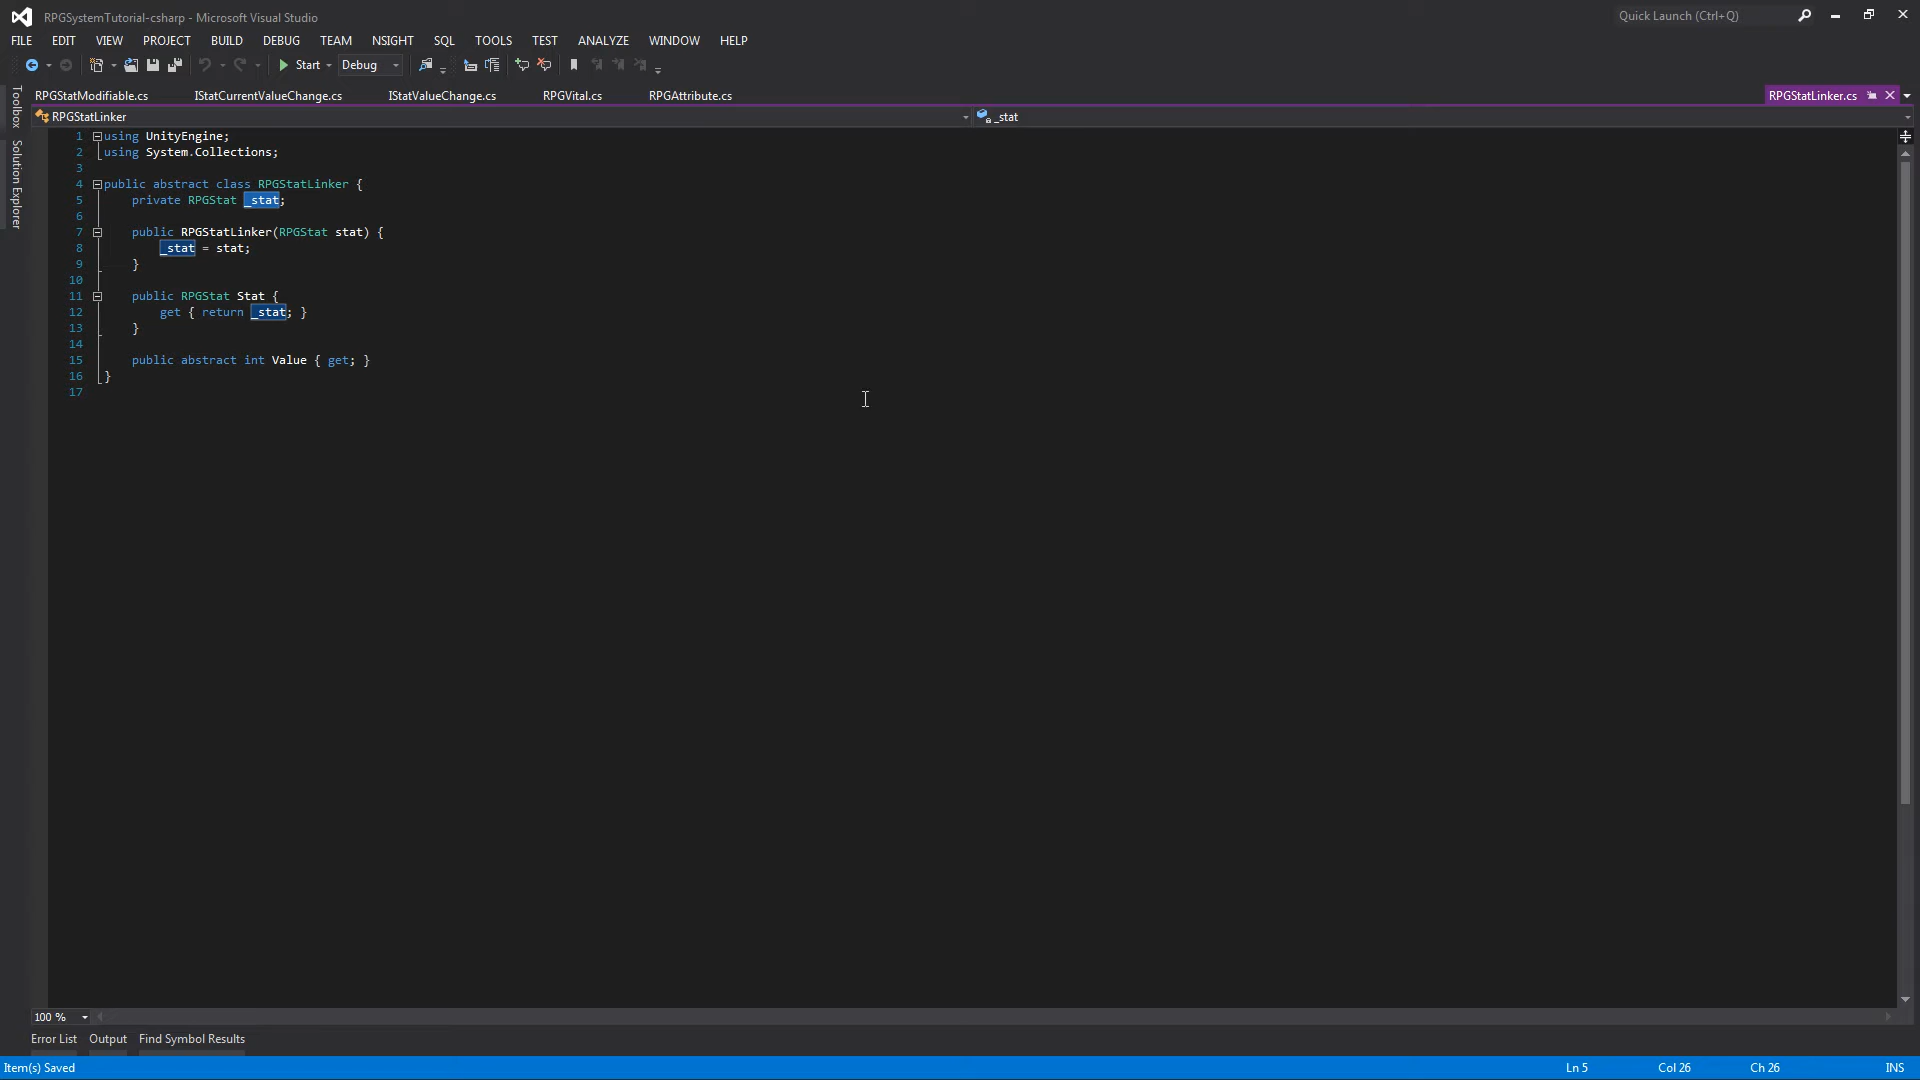 RPGSystemTutorial-csharp - Microsoft Visual Studio
Quick Launch (Ctrl+Q)
FILE EDIT VIEW PROJECT BUILD DEBUG TEAM NSIGHT SQL TOOLS TEST ANALYZE WINDOW HELP
Start Debug
Toolbox
Solution Explorer
RPGStatModifiable.cs IStatCurrentValueChange.cs IStatValueChange.cs RPGVital.cs RPGAttribute.cs RPGStatLinker.cs
RPGStatLinker _stat
1 using UnityEngine;
2 using System.Collections;
3
4 public abstract class RPGStatLinker {
5 private RPGStat _stat;
6
7 public RPGStatLinker(RPGStat stat) {
8 _stat = stat;
9 }
10
11 public RPGStat Stat {
12 get { return _stat; }
13 }
14
15 public abstract int Value { get; }
16 }
17
100 %
Error List Output Find Symbol Results
Item(s) Saved Ln 5 Col 26 Ch 26 INS